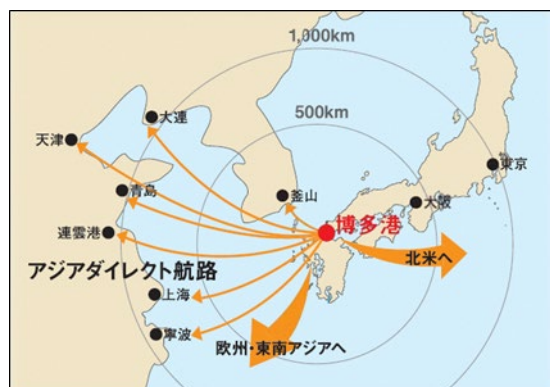 1,000km
500km
大連
天津
東京
青島
釜山
大阪
博多港
連雲港
北米へ
アジアダイレクト航路
上海
寧波
欧州・東南アジアへ